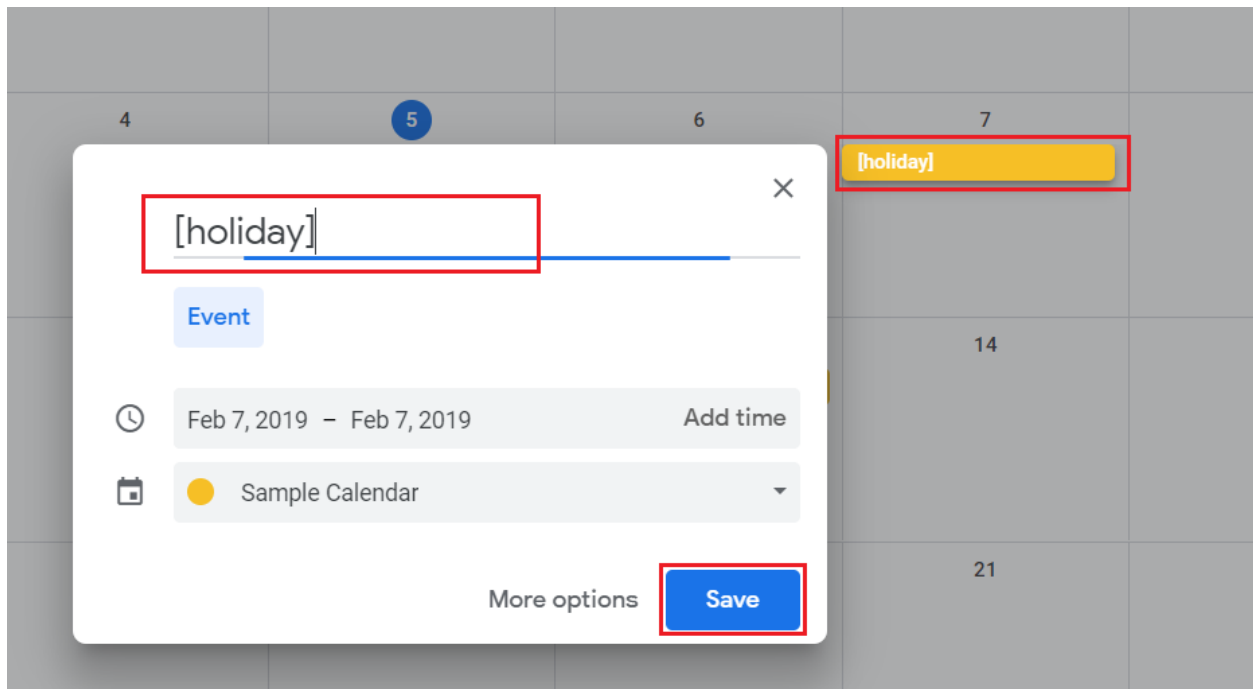 4 5 6 7
[holiday]
[holiday]
Event
Feb 7, 2019 – Feb 7, 2019 Add time
14
Sample Calendar
More options Save
21